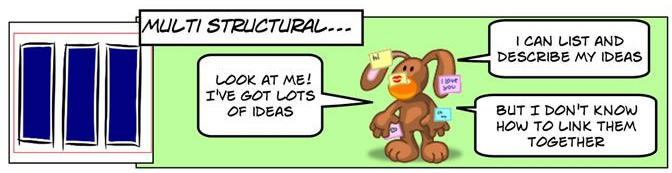 MULTI STRUCTURAL...
LOOK AT ME!
I'VE GOT LOTS
OF IDEAS
I CAN LIST AND
DESCRIBE MY IDEAS
BUT I DON'T KNOW
HOW TO LINK THEM
TOGETHER
hi
I love
you